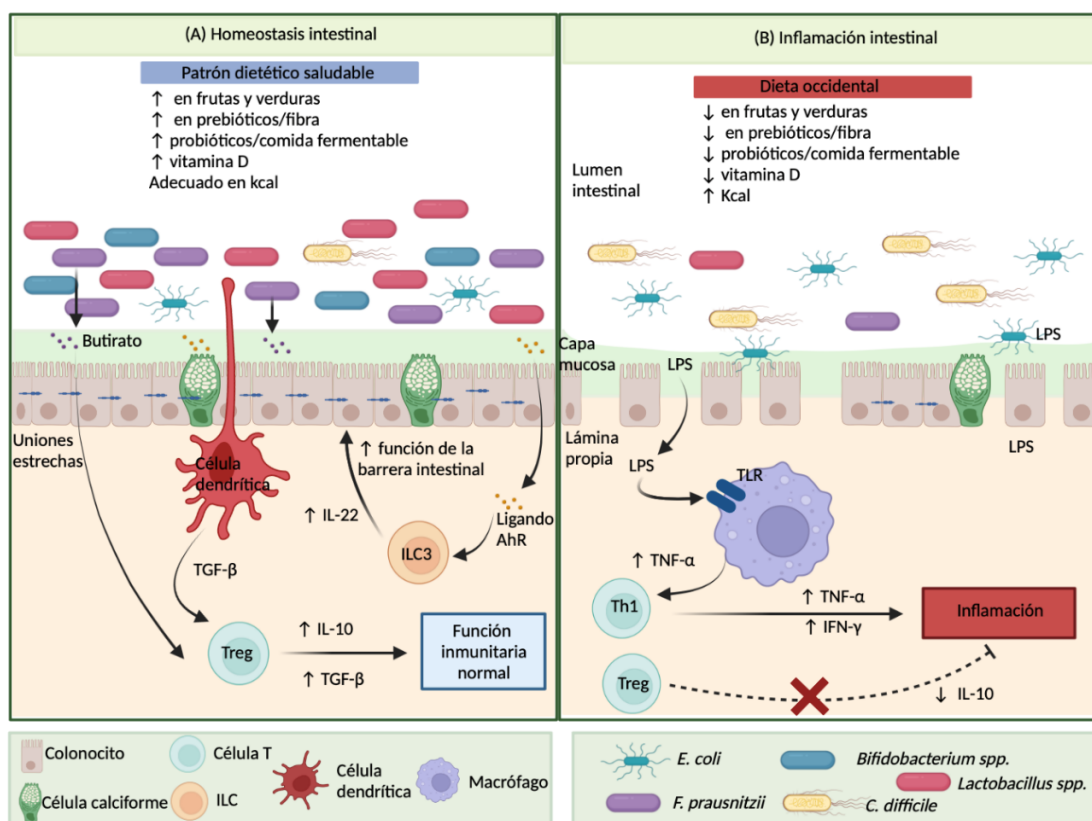 (A) Homeostasis intestinal
Patrón dietético saludable
↑ en frutas y verduras
↑ en prebióticos/fibra
↑ probióticos/comida fermentable
↑ vitamina D
Adecuado en kcal
Butirato
Uniones
estrechas
Célula
dendrítica
↑ función de la
barrera intestinal
↑ IL-22
Ligando
AhR
ILC3
TGF-β
Treg
↑ IL-10
↑ TGF-β
Función
inmunitaria
normal
(B) Inflamación intestinal
Dieta occidental
↓ en frutas y verduras
↓ en prebióticos/fibra
↓ probióticos/comida fermentable
↓ vitamina D
↑ Kcal
Lumen
intestinal
Capa
mucosa
LPS
LPS
LPS
Lámina
propia
LPS
TLR
↑ TNF-α
Th1
↑ TNF-α
↑ IFN-γ
Inflamación
Treg
↓ IL-10
Colonocito
Célula T
Célula
dendrítica
Macrófago
Célula calciforme
ILC
E. coli
Bifidobacterium spp.
Lactobacillus spp.
F. prausnitzii
C. difficile